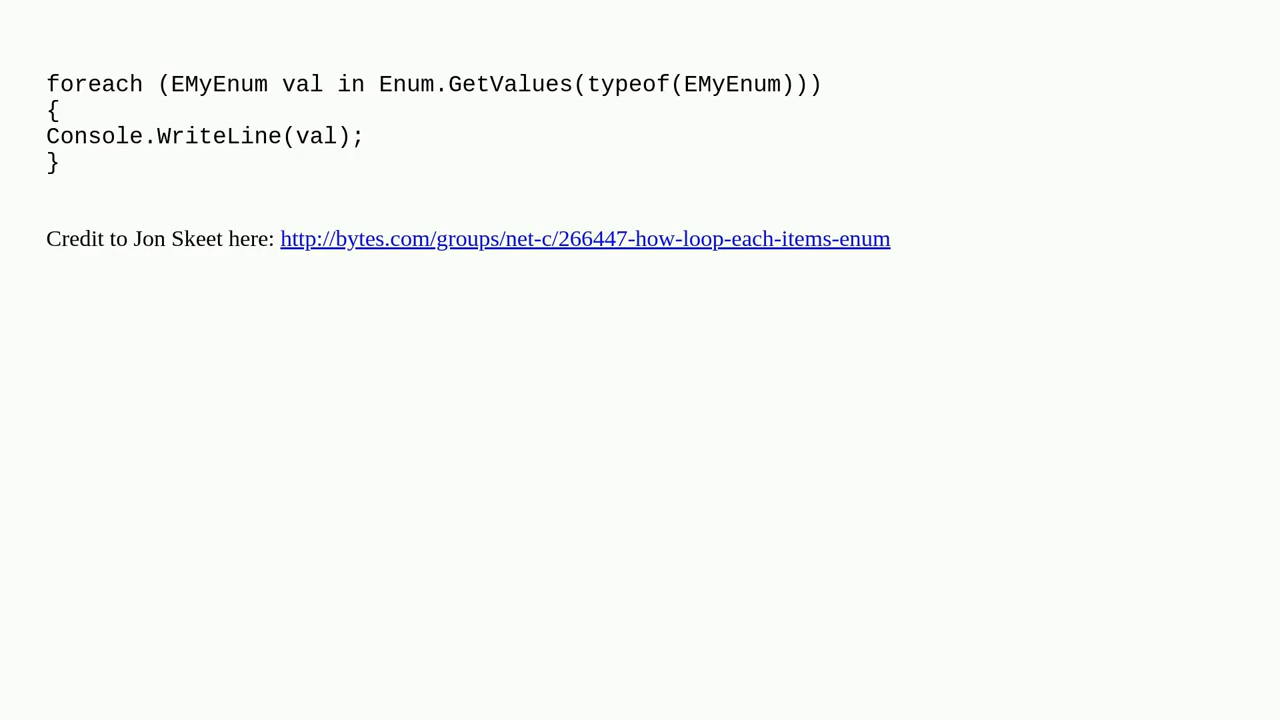 foreach (EMyEnum val in Enum.GetValues(typeof(EMyEnum)))
{
Console.WriteLine(val);
}
Credit to Jon Skeet here: http://bytes.com/groups/net-c/266447-how-loop-each-items-enum